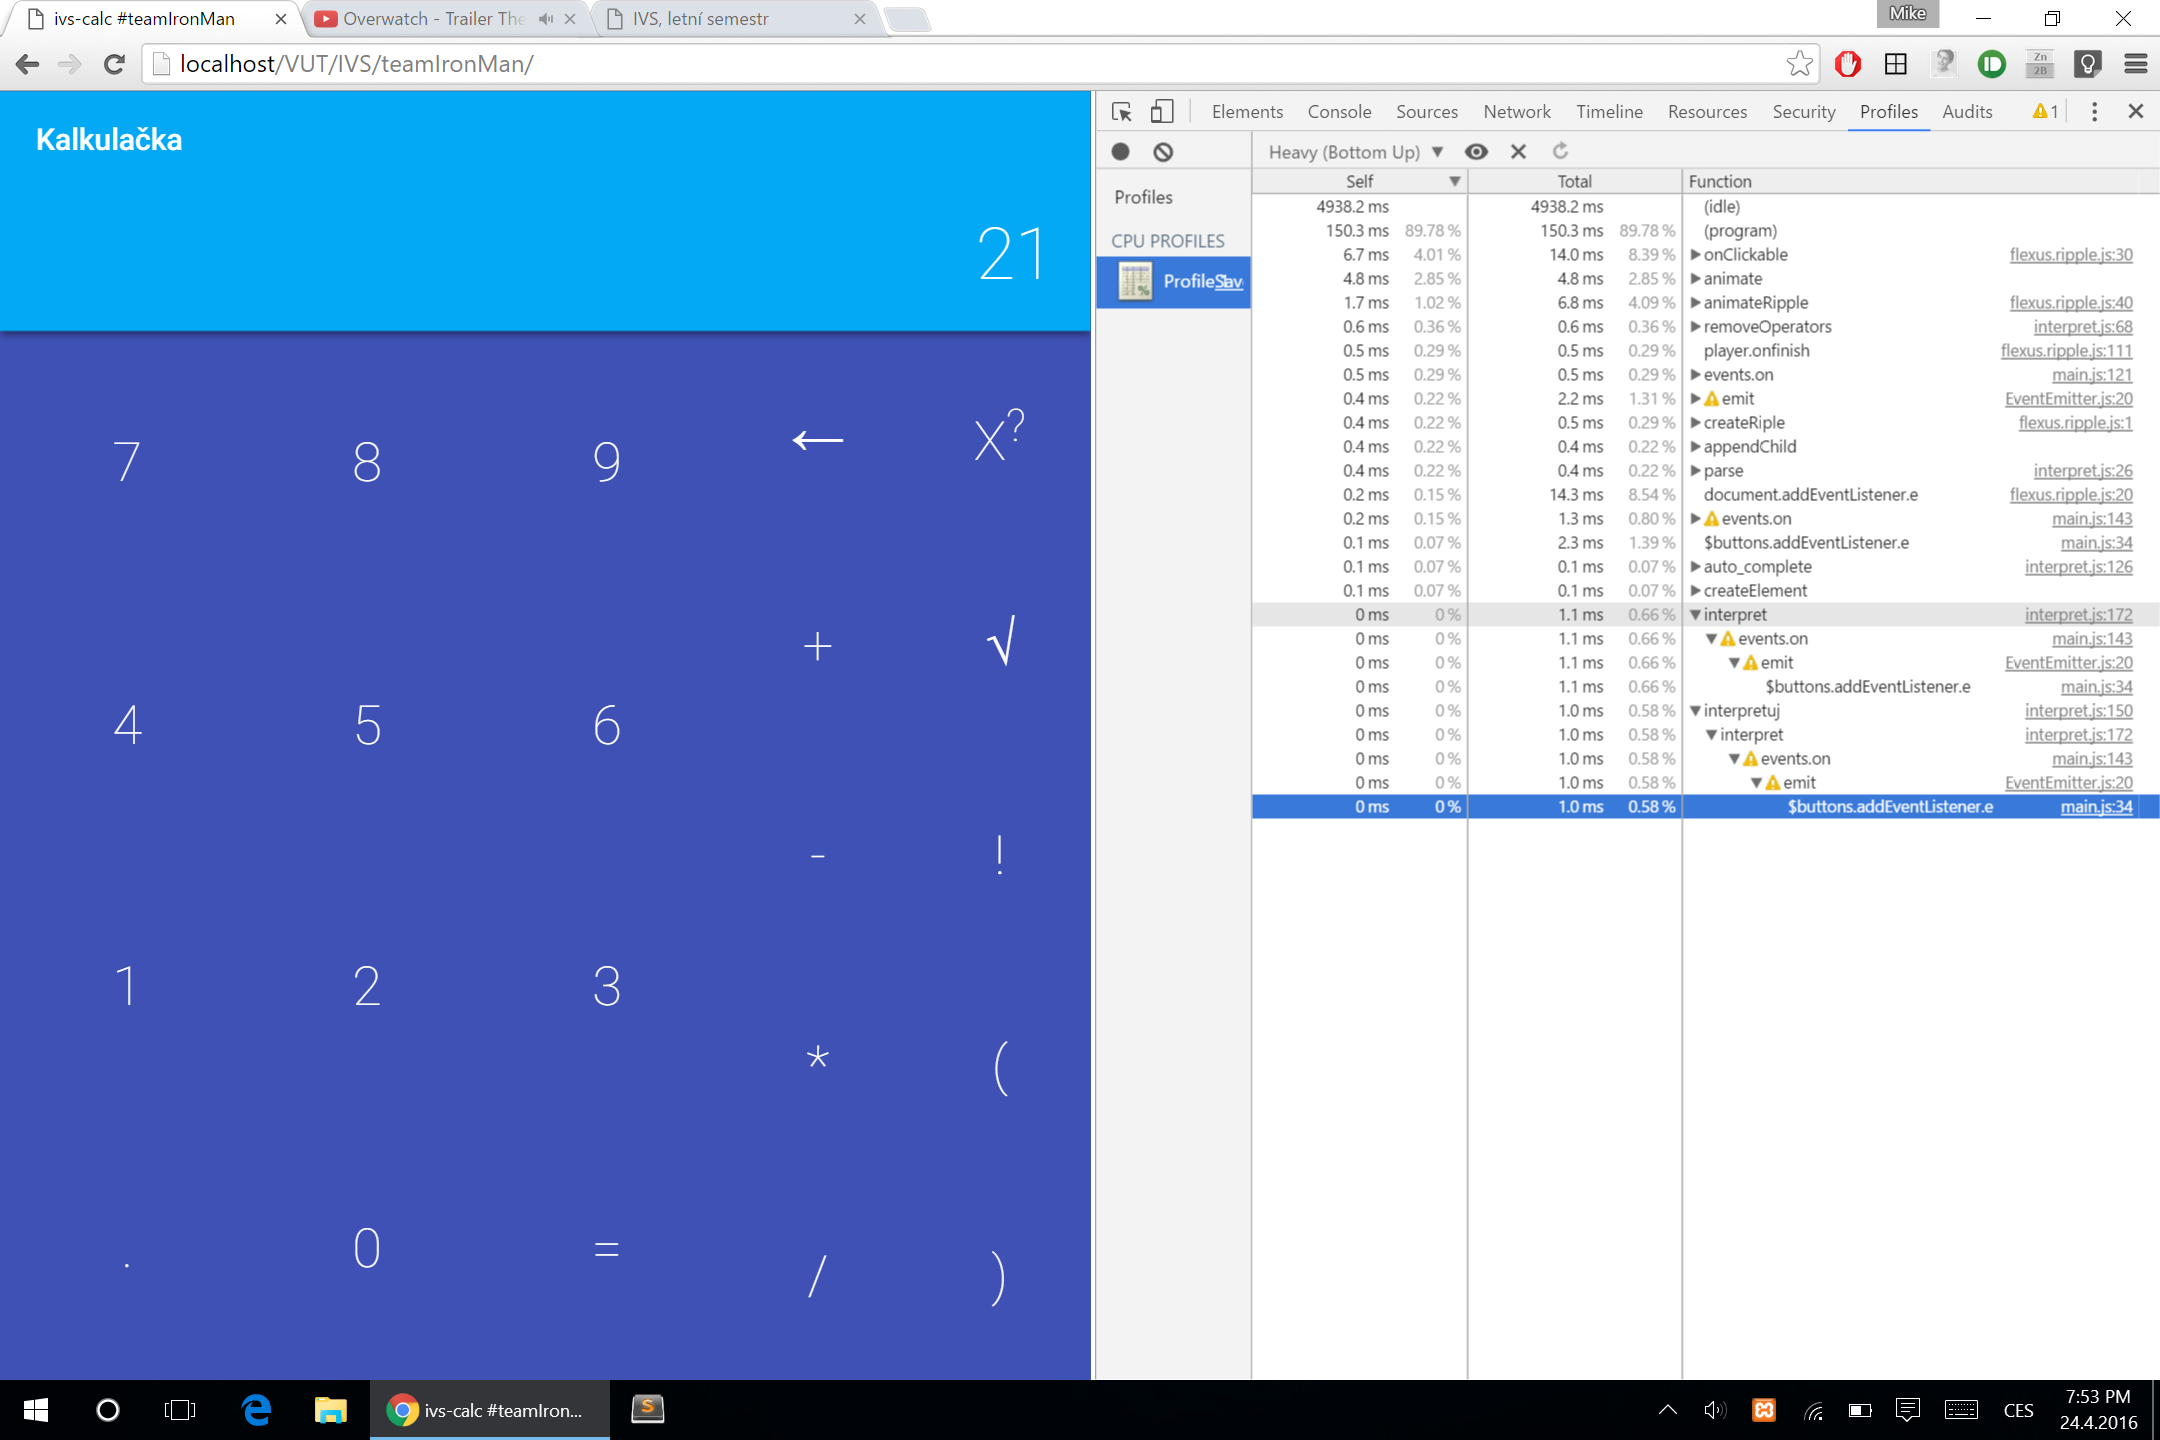 ivs-calc #teamIronMan
Overwatch - Trailer The
IVS, letní semestr
Mike
localhost/VUT/IVS/teamIronMan/
Zn
2B
Kalkulačka
21
7 8 9 ← X?
+ √
4 5 6
- !
1 2 3
* (
. 0 =
/ )
Elements Console Sources Network Timeline Resources Security Profiles Audits 1
Heavy (Bottom Up)
Profiles
CPU PROFILES
Self Total Function
4938.2 ms 4938.2 ms (idle)
150.3 ms 89.78 % 150.3 ms 89.78 % (program)
6.7 ms 4.01 % 14.0 ms 8.39 % onClickable flexus.ripple.js:30
4.8 ms 2.85 % 4.8 ms 2.85 % animate
1.7 ms 1.02 % 6.8 ms 4.09 % animateRipple flexus.ripple.js:40
0.6 ms 0.36 % 0.6 ms 0.36 % removeOperators interpret.js:68
0.5 ms 0.29 % 0.5 ms 0.29 % player.onfinish flexus.ripple.js:111
0.5 ms 0.29 % 0.5 ms 0.29 % events.on main.js:121
0.4 ms 0.22 % 2.2 ms 1.31 % emit EventEmitter.js:20
0.4 ms 0.22 % 0.5 ms 0.29 % createRiple flexus.ripple.js:1
0.4 ms 0.22 % 0.4 ms 0.22 % appendChild
0.4 ms 0.22 % 0.4 ms 0.22 % parse interpret.js:26
0.2 ms 0.15 % 14.3 ms 8.54 % document.addEventListener.e flexus.ripple.js:20
0.2 ms 0.15 % 1.3 ms 0.80 % events.on main.js:143
0.1 ms 0.07 % 2.3 ms 1.39 % $buttons.addEventListener.e main.js:34
0.1 ms 0.07 % 0.1 ms 0.07 % auto_complete interpret.js:126
0.1 ms 0.07 % 0.1 ms 0.07 % createElement
0 ms 0 % 1.1 ms 0.66 % interpret interpret.js:172
0 ms 0 % 1.1 ms 0.66 % events.on main.js:143
0 ms 0 % 1.1 ms 0.66 % emit EventEmitter.js:20
0 ms 0 % 1.1 ms 0.66 % $buttons.addEventListener.e main.js:34
0 ms 0 % 1.0 ms 0.58 % interpretuj interpret.js:150
0 ms 0 % 1.0 ms 0.58 % interpret interpret.js:172
0 ms 0 % 1.0 ms 0.58 % events.on main.js:143
0 ms 0 % 1.0 ms 0.58 % emit EventEmitter.js:20
0 ms 0 % 1.0 ms 0.58 % $buttons.addEventListener.e main.js:34
ivs-calc #teamIron...
CES
7:53 PM
24.4.2016